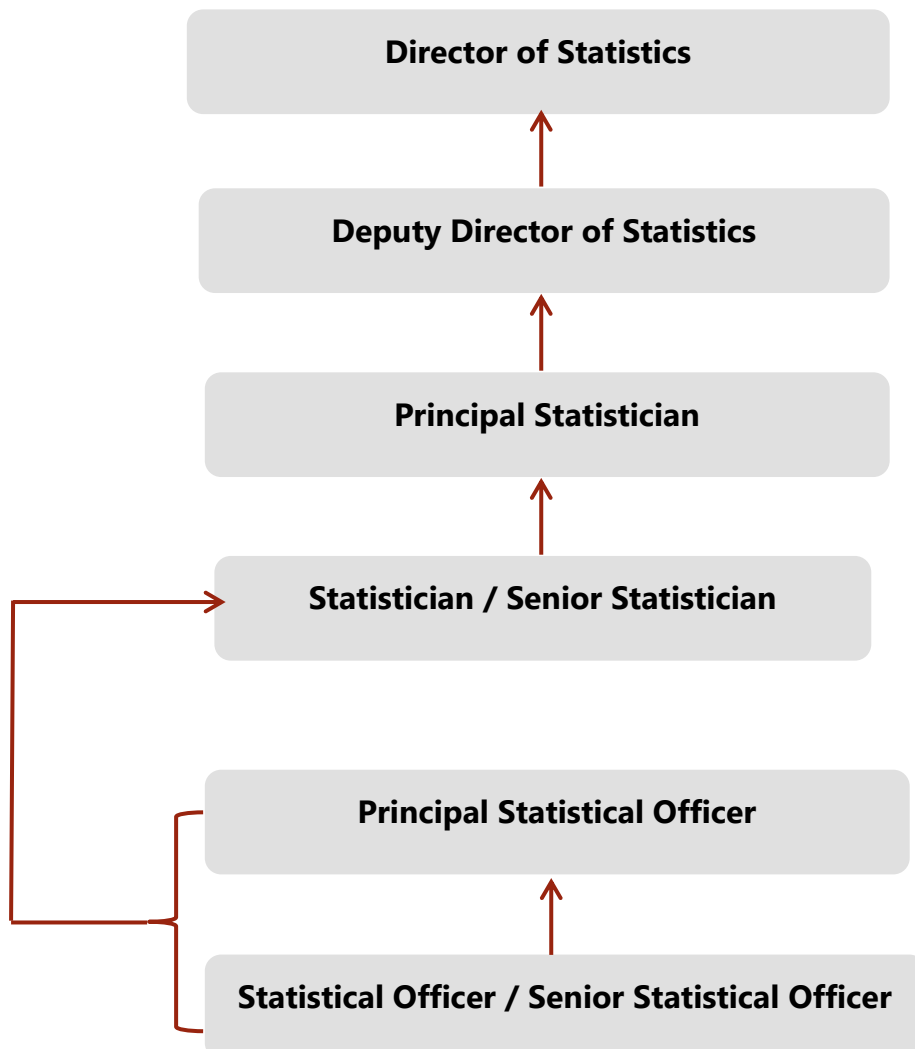 Director of Statistics
Deputy Director of Statistics
Principal Statistician
Statistician / Senior Statistician
Principal Statistical Officer
Statistical Officer / Senior Statistical Officer